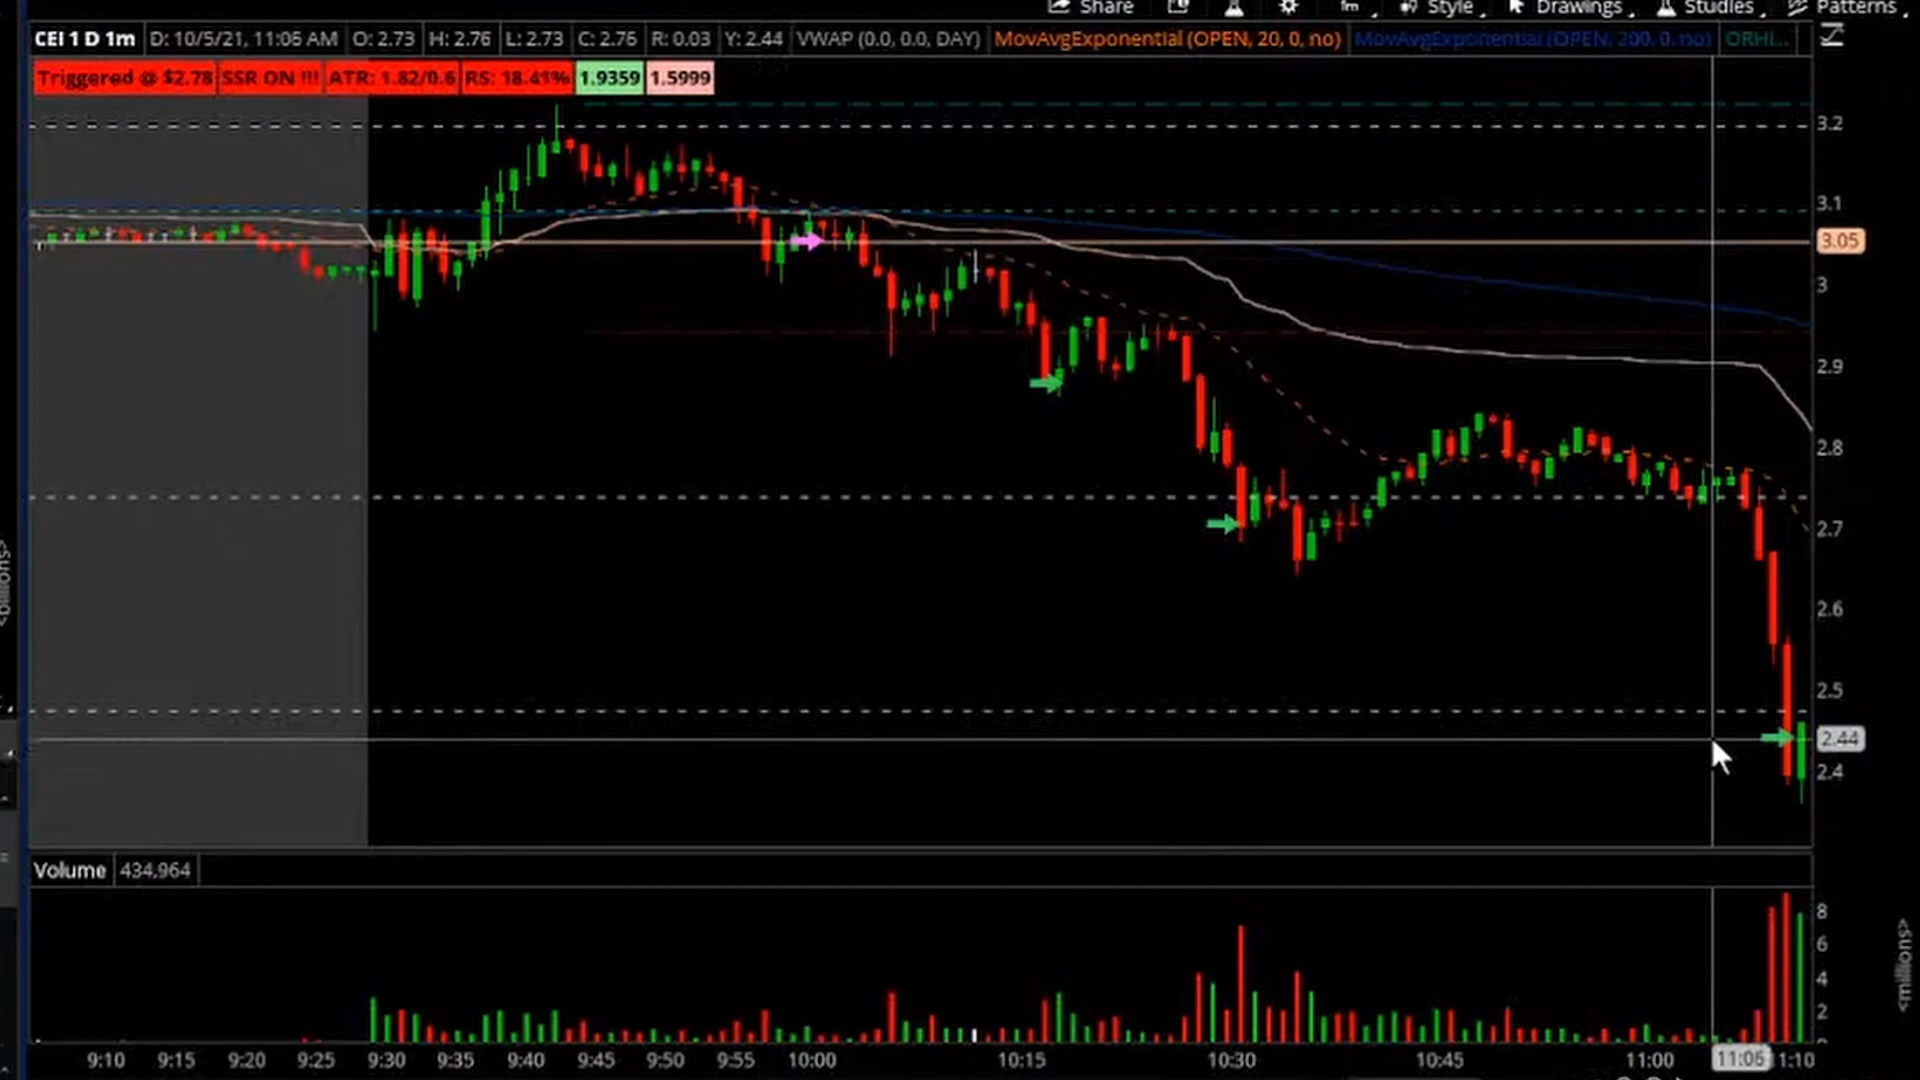 Share 1m Style Drawings Studies Patterns
CEI 1 D 1m D: 10/5/21, 11:06 AM O: 2.73 H: 2.76 L: 2.73 C: 2.76 R: 0.03 Y: 2.44 VWAP (0.0, 0.0, DAY) MovAvgExponential (OPEN, 20, 0, no) MovAvgExponential (OPEN, 200, 0, no) ORHI...
Triggered @ $2.78 SSR ON !!! ATR: 1.82/0.6 RS: 18.41% 1.9359 1.5999
3.2
3.1
3.05
3
2.9
2.8
2.7
2.6
2.5
2.44
2.4
<billions>
Volume 434,964
8
6
4
2
<millions>
9:10 9:15 9:20 9:25 9:30 9:35 9:40 9:45 9:50 9:55 10:00 10:15 10:30 10:45 11:00 11:06 1:10